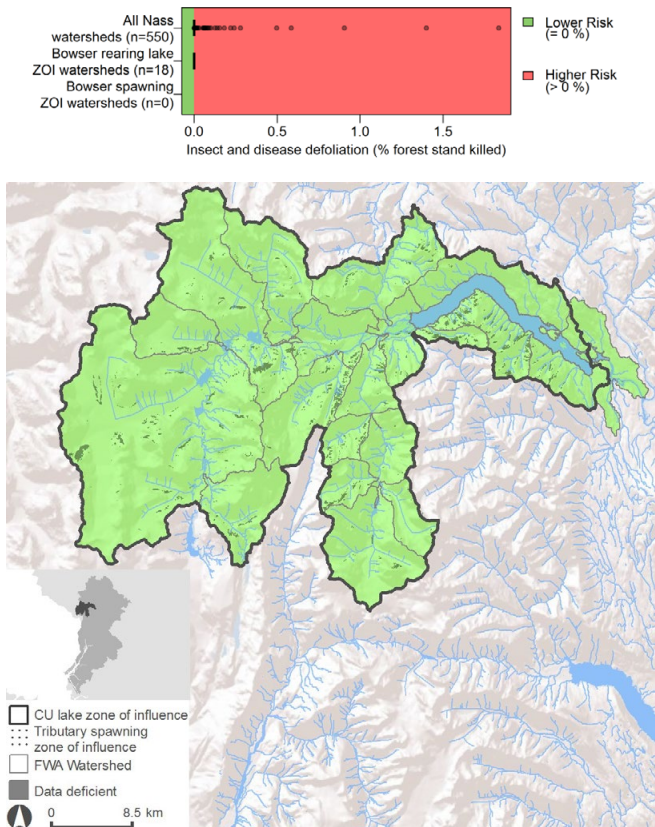 All Nass
watersheds (n=550)
Bowser rearing lake
ZOI watersheds (n=18)
Bowser spawning
ZOI watersheds (n=0)
Lower Risk
(= 0 %)
Higher Risk
(> 0 %)
0.0 0.5 1.0 1.5
Insect and disease defoliation (% forest stand killed)
CU lake zone of influence
Tributary spawning
zone of influence
FWA Watershed
Data deficient
0 8.5 km